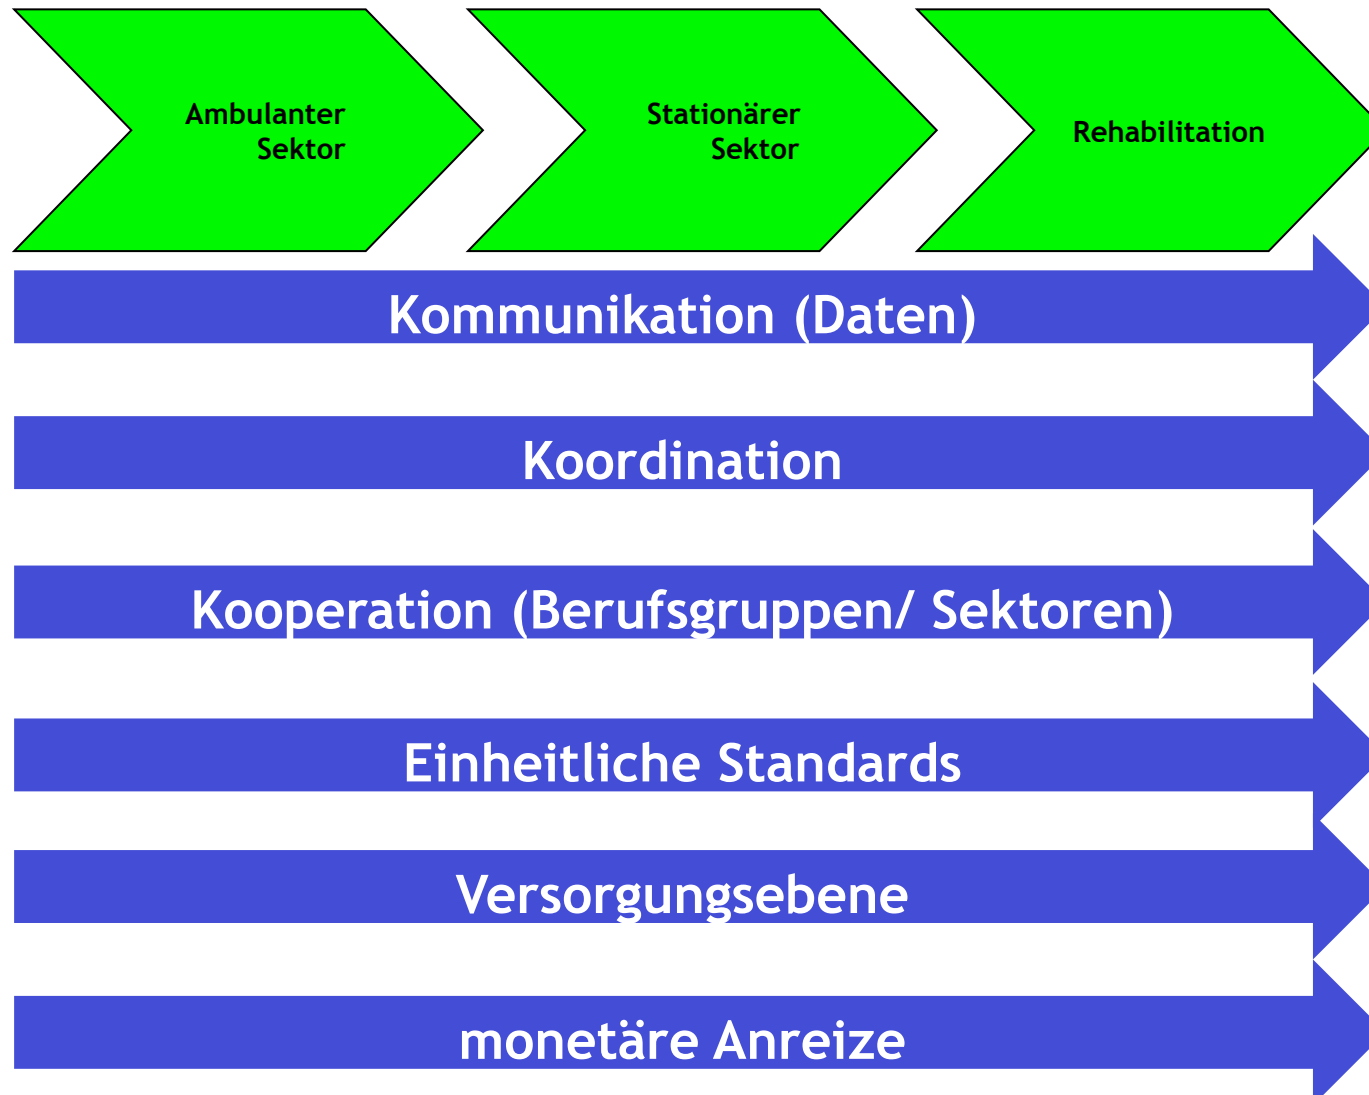 Ambulanter
Sektor
Stationärer
Sektor
Rehabilitation
Kommunikation (Daten)
Koordination
Kooperation (Berufsgruppen/ Sektoren)
Einheitliche Standards
Versorgungsebene
monetäre Anreize